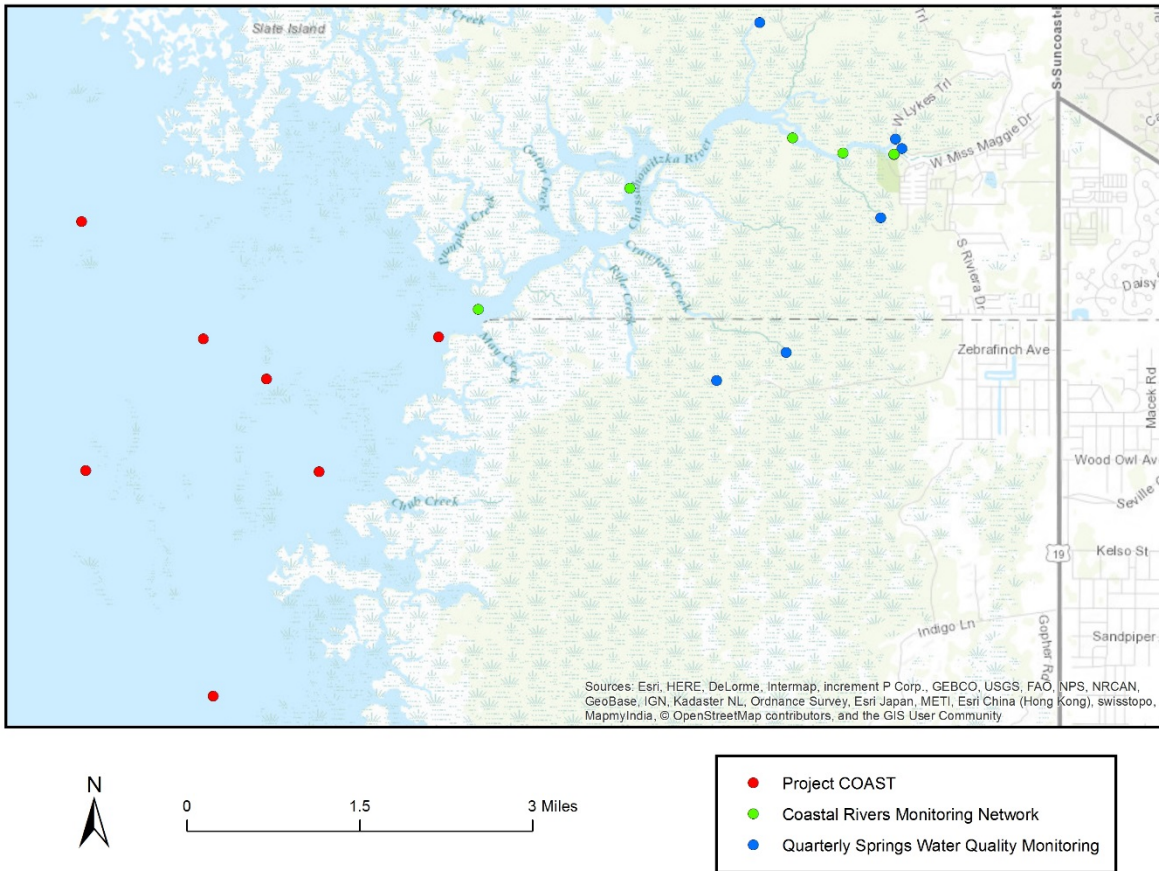 Slate Island
Creek
Trl
S Suncoast
W Lykes Trl
W Miss Maggie Dr
Gator Creek
Chassahowitzka River
Pumpkin Creek
Crawford Creek
Ryle Creek
S Riviera Dr
Daisy
May Creek
Zebrafinch Ave
Macek Rd
Wood Owl Av
Chub Creek
Seville
19
Kelso St
Indigo Ln
Gopher Rd
Sandpiper
Sources: Esri, HERE, DeLorme, Intermap, increment P Corp., GEBCO, USGS, FAO, NPS, NRCAN,
GeoBase, IGN, Kadaster NL, Ordnance Survey, Esri Japan, METI, Esri China (Hong Kong), swisstopo,
MapmyIndia, © OpenStreetMap contributors, and the GIS User Community
N
0 1.5 3 Miles
Project COAST
Coastal Rivers Monitoring Network
Quarterly Springs Water Quality Monitoring